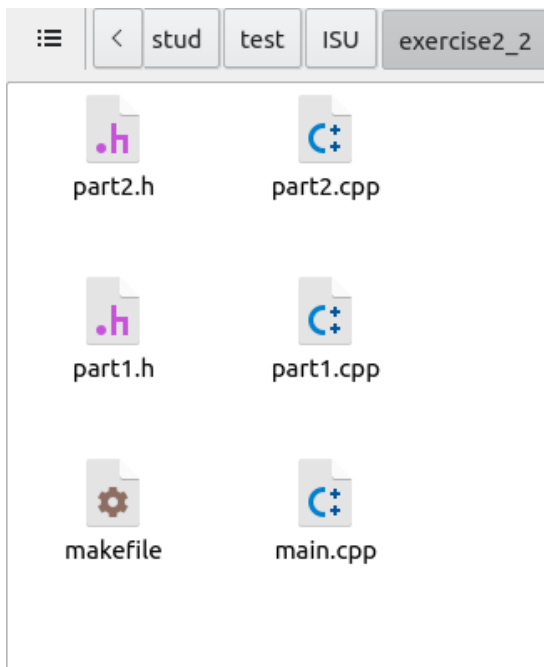 stud test ISU exercise2_2
.h C++
part2.h part2.cpp
.h C++
part1.h part1.cpp
C++
makefile main.cpp